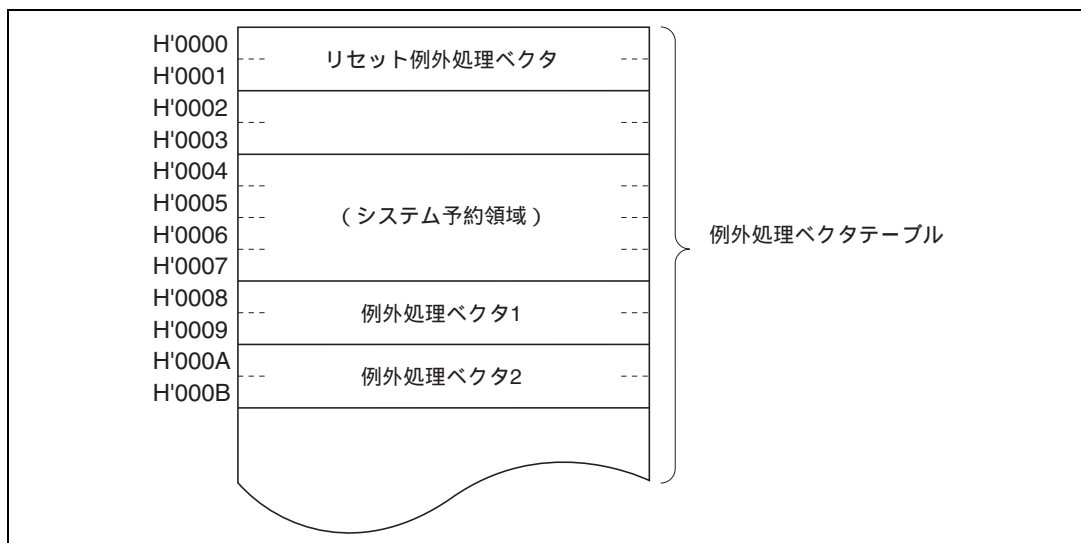 H'0000
H'0001
リセット例外処理ベクタ
H'0002
H'0003
H'0004
H'0005
H'0006
H'0007
(システム予約領域)
H'0008
H'0009
例外処理ベクタ1
H'000A
H'000B
例外処理ベクタ2
例外処理ベクタテーブル